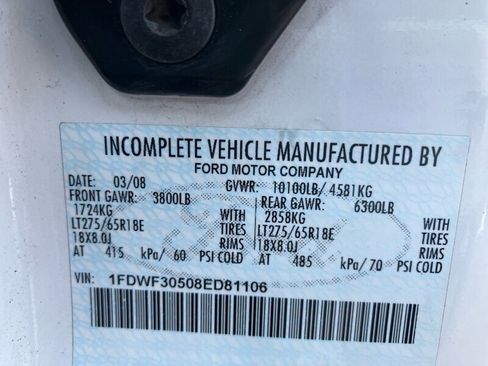 INCOMPLETE VEHICLE MANUFACTURED BY
FORD MOTOR COMPANY
DATE: 03/08 GVWR: 10100LB/ 4581KG
FRONT GAWR: 3800LB REAR GAWR: 6300LB
1724KG WITH 2858KG WITH
LT275/65R18E TIRES LT275/65R18E TIRES
18X8.0J RIMS 18X8.0J RIMS
AT 415 kPa/ 60 PSI COLD AT 485 kPa/ 70 PSI COLD
VIN: 1FDWF30508ED81106